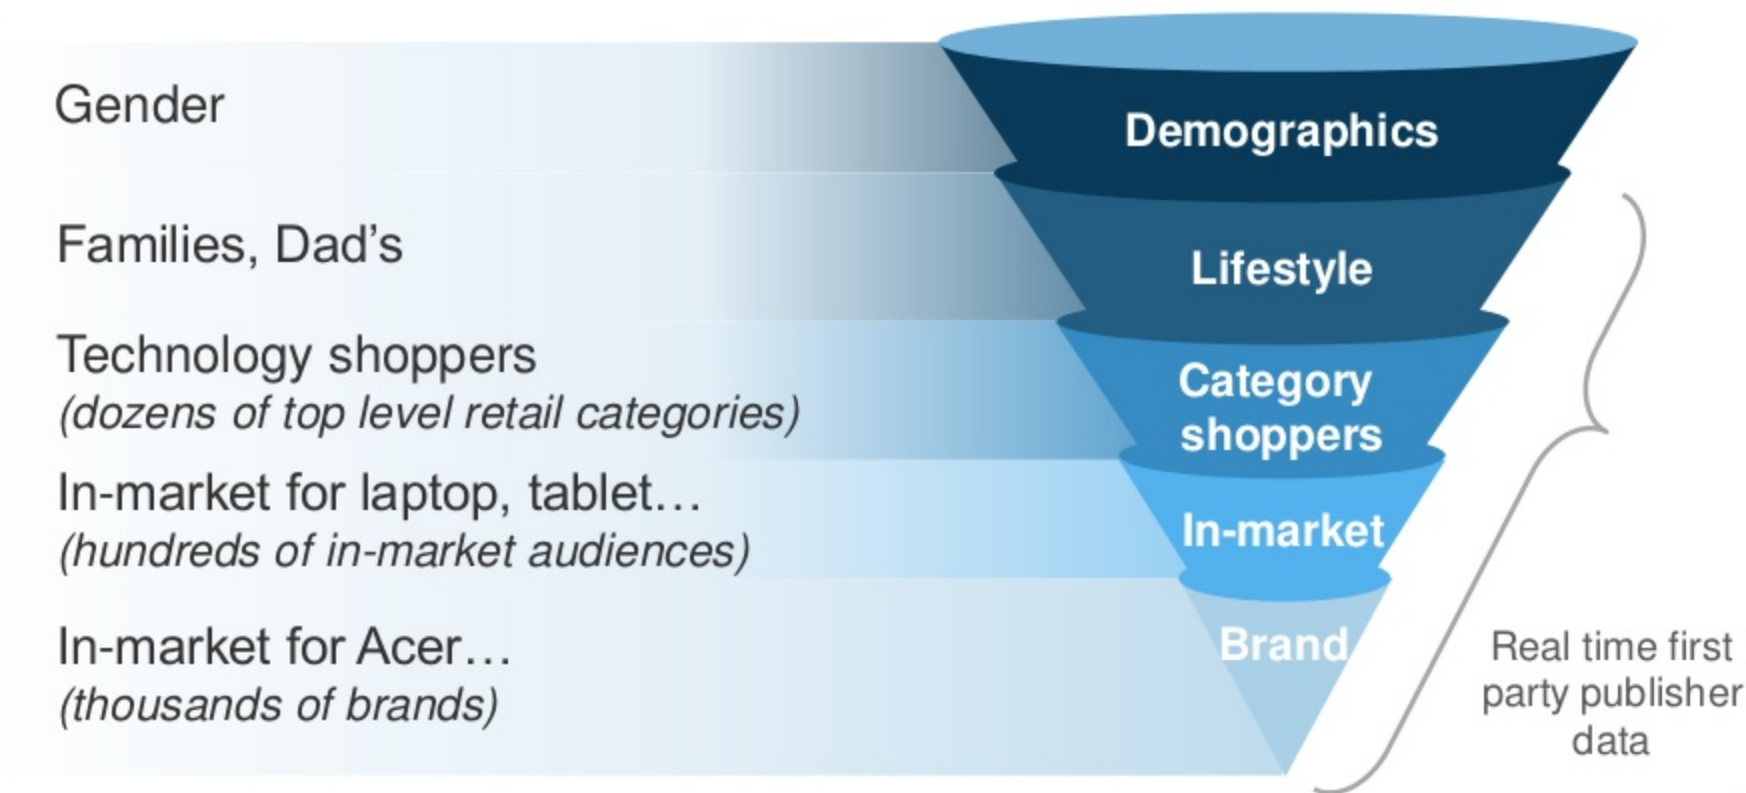 Gender
Demographics
Families, Dad's
Lifestyle
Technology shoppers
(dozens of top level retail categories)
Category
shoppers
In-market for laptop, tablet…
(hundreds of in-market audiences)
In-market
In-market for Acer…
(thousands of brands)
Brand
Real time first
party publisher
data